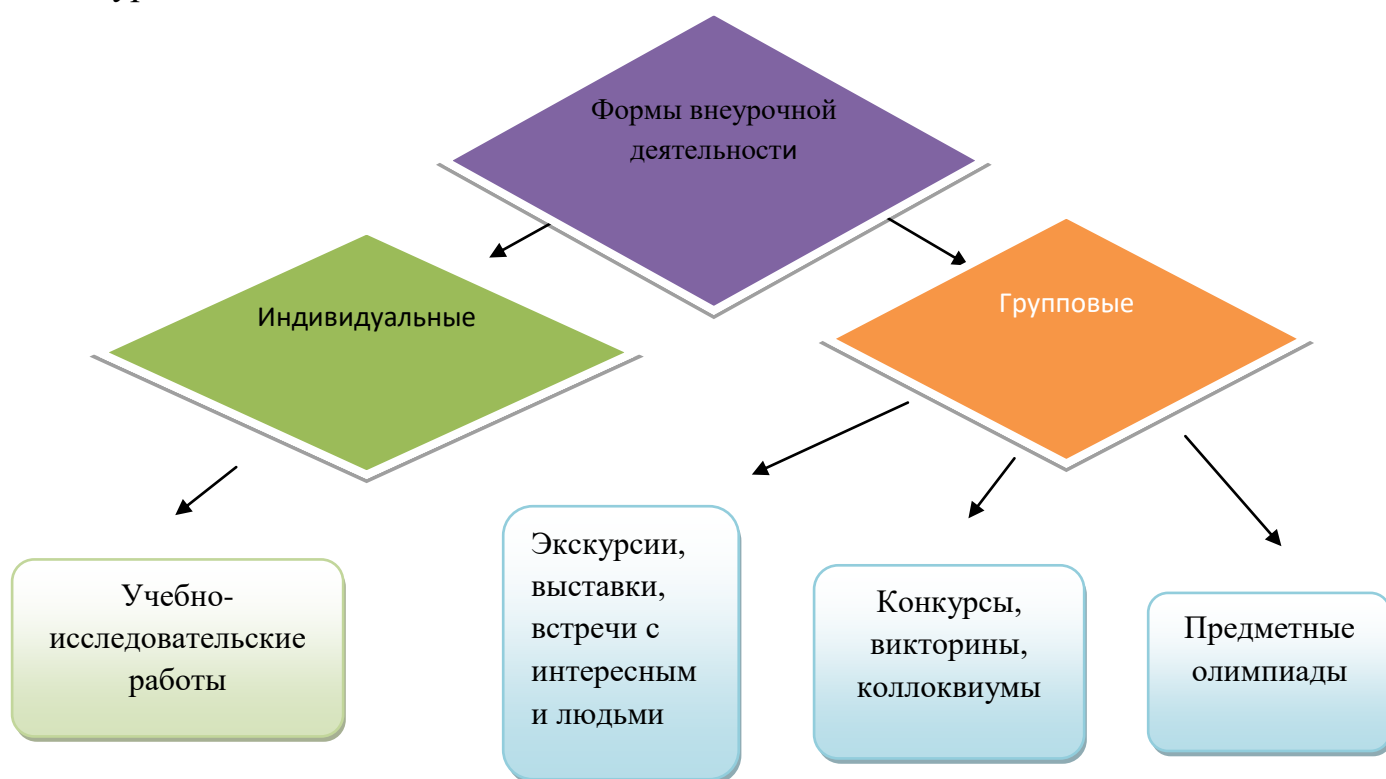 Формы внеурочной
деятельности
Индивидуальные
Групповые
Учебно-
исследовательские
работы
Экскурсии,
выставки,
встречи с
интересным
и людьми
Конкурсы,
викторины,
коллоквиумы
Предметные
олимпиады